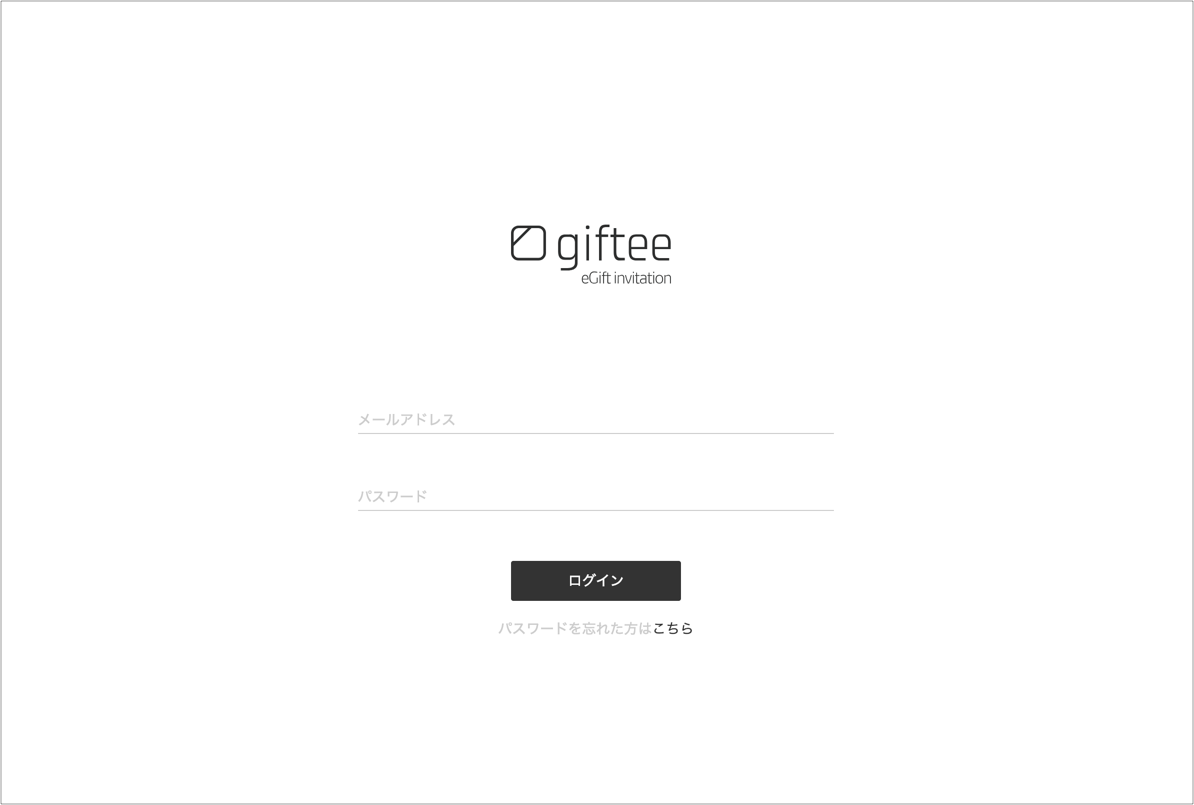 giftee
eGift invitation
メールアドレス
パスワード
ログイン
パスワードを忘れた方はこちら